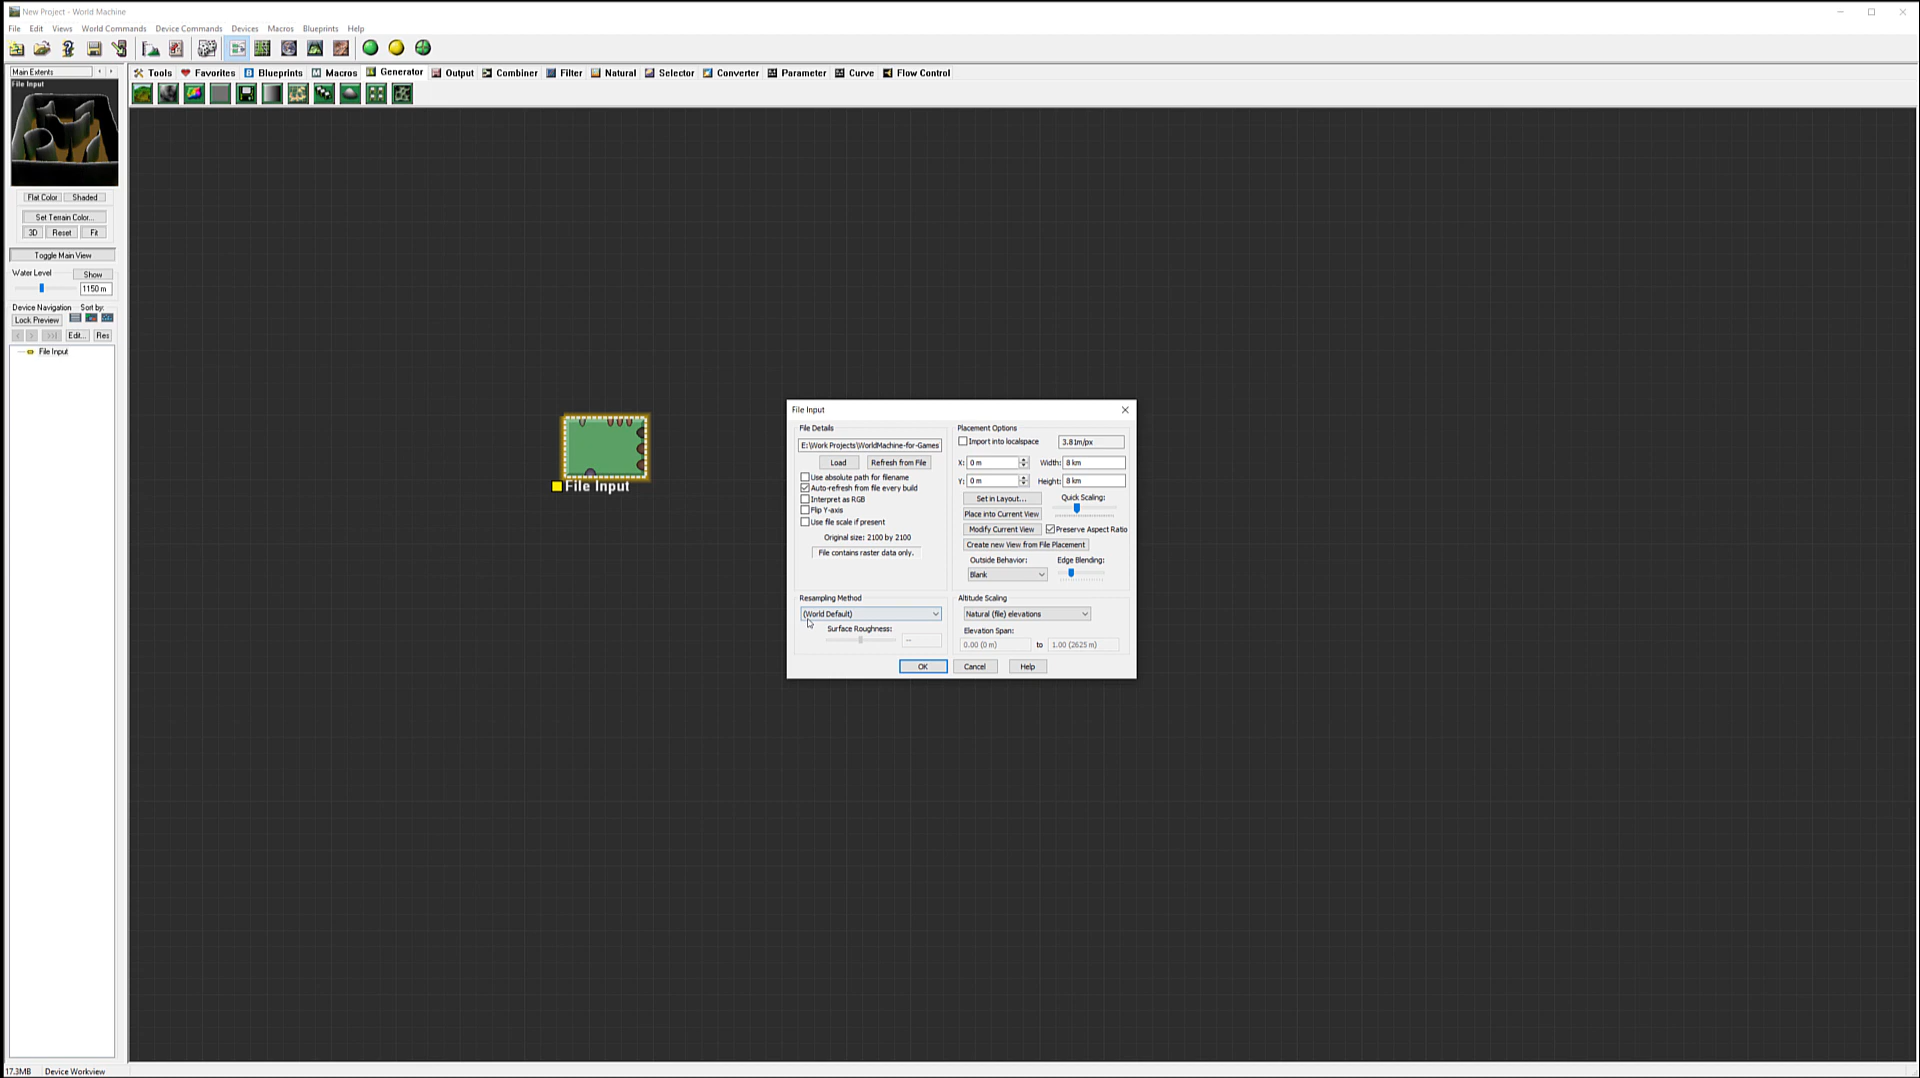 New Project - World Machine
File Edit Views World Commands Device Commands Devices Macros Blueprints Help
Main Extents
Tools Favorites Blueprints Macros Generator Output Combiner Filter Natural Selector Converter Parameter Curve Flow Control
File Input
Flat Color Shaded
Set Terrain Color...
3D Reset Fit
Toggle Main View
Water Level Show
1150 m
Device Navigation Sort by:
Lock Preview
Edit... Res
File Input
File Input
File Input
File Details
E:\Work Projects\WorldMachine-for-Games
Load Refresh from File
Use absolute path for filename
Auto-refresh from file every build
Interpret as RGB
Flip Y-axis
Use file scale if present
Original size: 2100 by 2100
File contains raster data only.
Placement Options
Import into localspace 3.81m/px
X: 0 m Width: 8 km
Y: 0 m Height: 8 km
Set in Layout... Quick Scaling:
Place into Current View
Modify Current View Preserve Aspect Ratio
Create new View from File Placement
Outside Behavior: Edge Blending:
Blank
Resampling Method
(World Default)
Surface Roughness:
--
Altitude Scaling
Natural (file) elevations
Elevation Span:
0.00 (0 m) to 1.00 (2625 m)
OK Cancel Help
17.3MB Device Workview